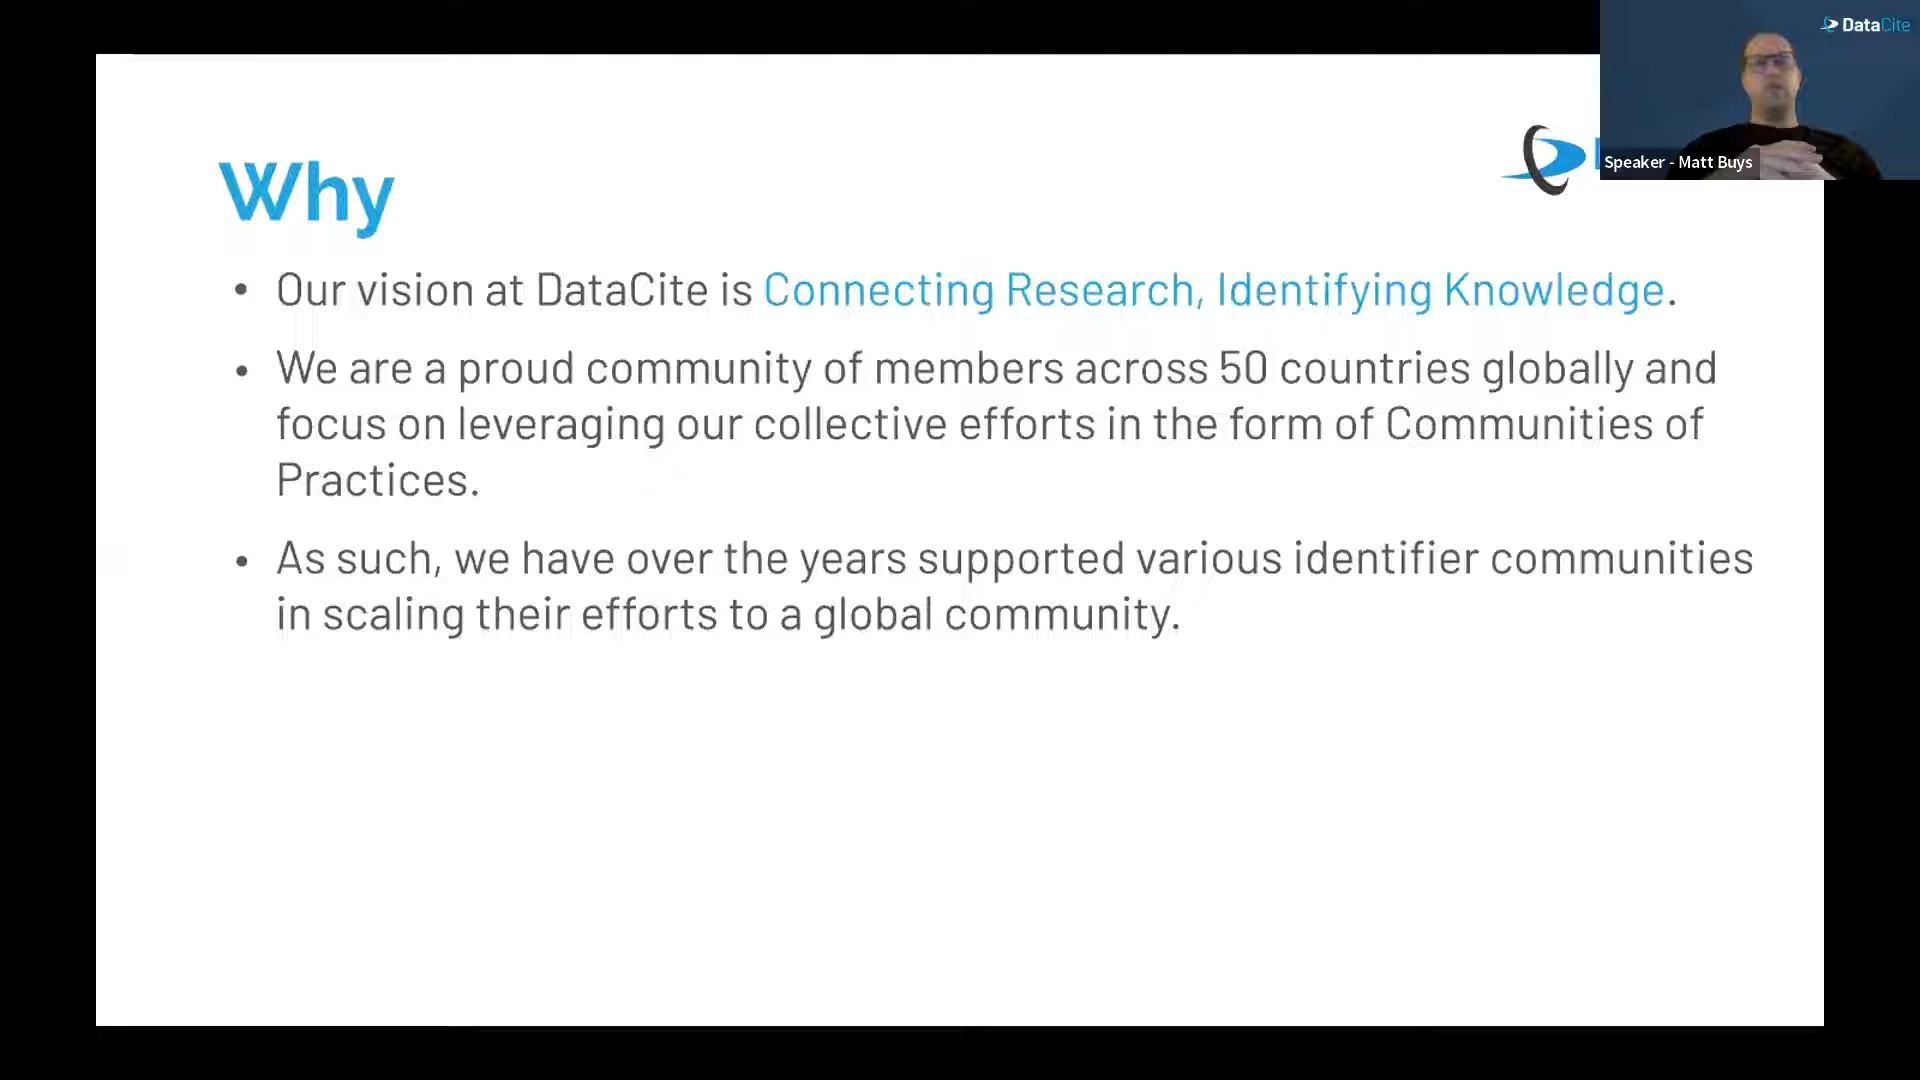 DataCite
Speaker - Matt Buys
Why
• Our vision at DataCite is Connecting Research, Identifying Knowledge.
• We are a proud community of members across 50 countries globally and
focus on leveraging our collective efforts in the form of Communities of
Practices.
• As such, we have over the years supported various identifier communities
in scaling their efforts to a global community.